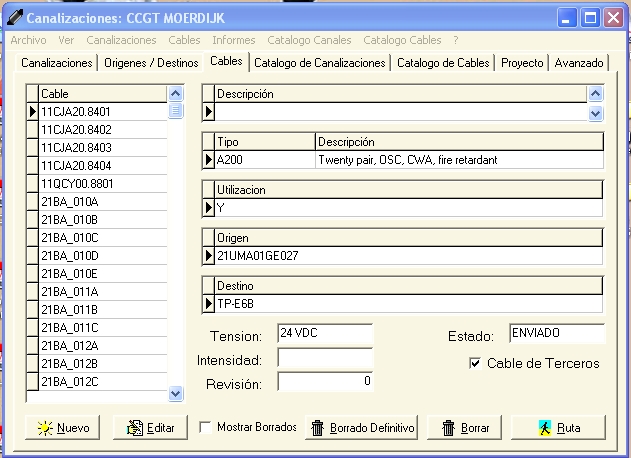 Canalizaciones: CCGT MOERDIJK
Archivo Ver Canalizaciones Cables Informes Catalogo Canales Catalogo Cables ?
Canalizaciones Origenes / Destinos Cables Catalogo de Canalizaciones Catalogo de Cables Proyecto Avanzado
Cable
11CJA20.8401
11CJA20.8402
11CJA20.8403
11CJA20.8404
11QCY00.8801
21BA_010A
21BA_010B
21BA_010C
21BA_010D
21BA_010E
21BA_011A
21BA_011B
21BA_011C
21BA_012A
21BA_012B
21BA_012C
Descripción
Tipo Descripción
A200 Twenty pair, OSC, CWA, fire retardant
Utilizacion
Y
Origen
21UMA01GE027
Destino
TP-E6B
Tension: 24 VDC
Intensidad:
Revisión: 0
Estado: ENVIADO
Cable de Terceros
Nuevo Editar Mostrar Borrados Borrado Definitivo Borrar Ruta